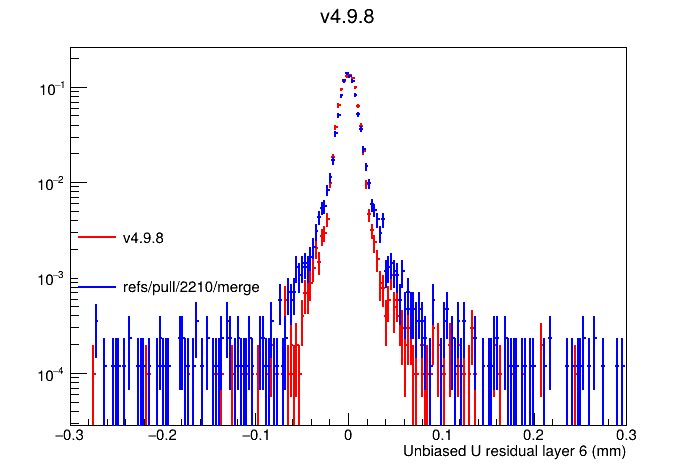 v4.9.8
10⁻¹
10⁻²
v4.9.8
10⁻³
refs/pull/2210/merge
10⁻⁴
−0.3 −0.2 −0.1 0 0.1 0.2 0.3
Unbiased U residual layer 6 (mm)